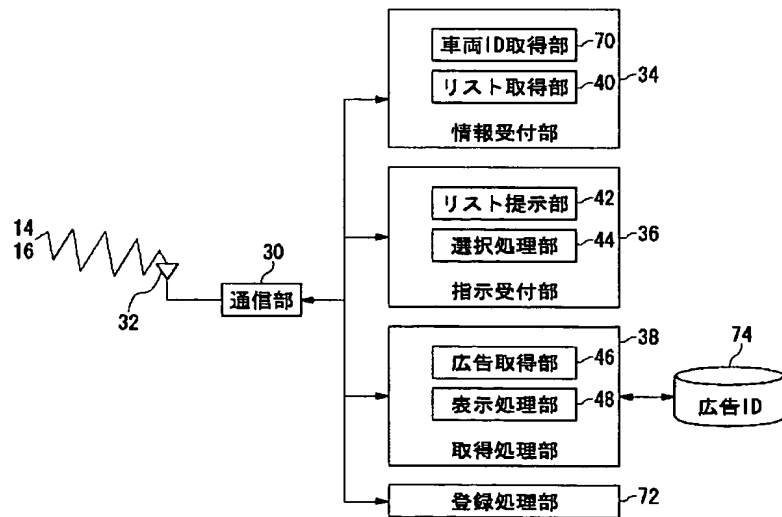 車両ID取得部 70
リスト取得部 40
34
情報受付部
リスト提示部 42
選択処理部 44
36
指示受付部
14
16
32
30
通信部
38
広告取得部 46
表示処理部 48
取得処理部
74
広告ID
登録処理部 72